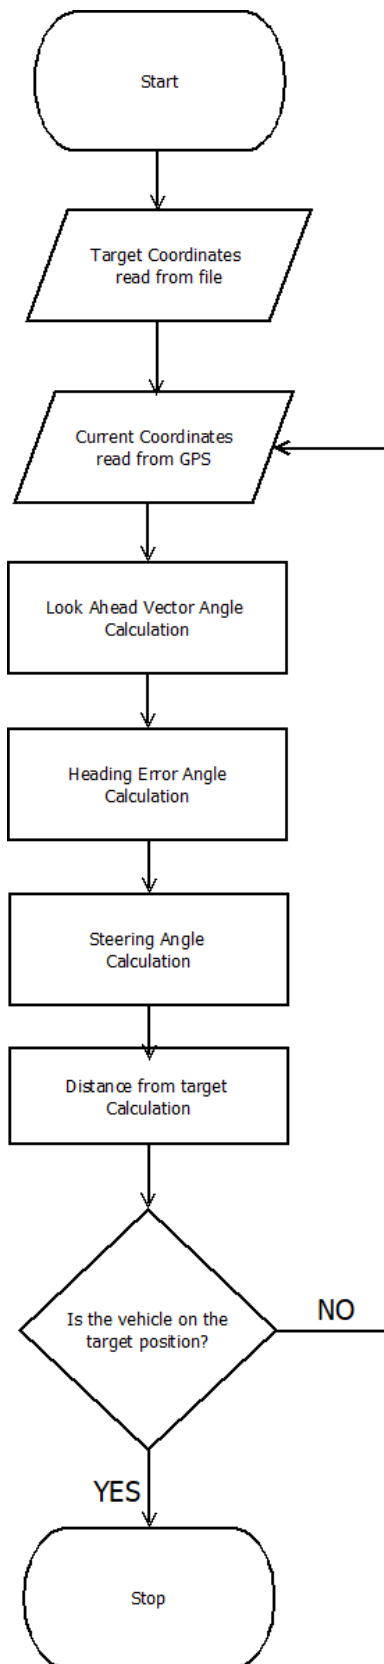 Start
Target Coordinates
read from file
Current Coordinates
read from GPS
Look Ahead Vector Angle
Calculation
Heading Error Angle
Calculation
Steering Angle
Calculation
Distance from target
Calculation
Is the vehicle on the
target position?
NO
YES
Stop